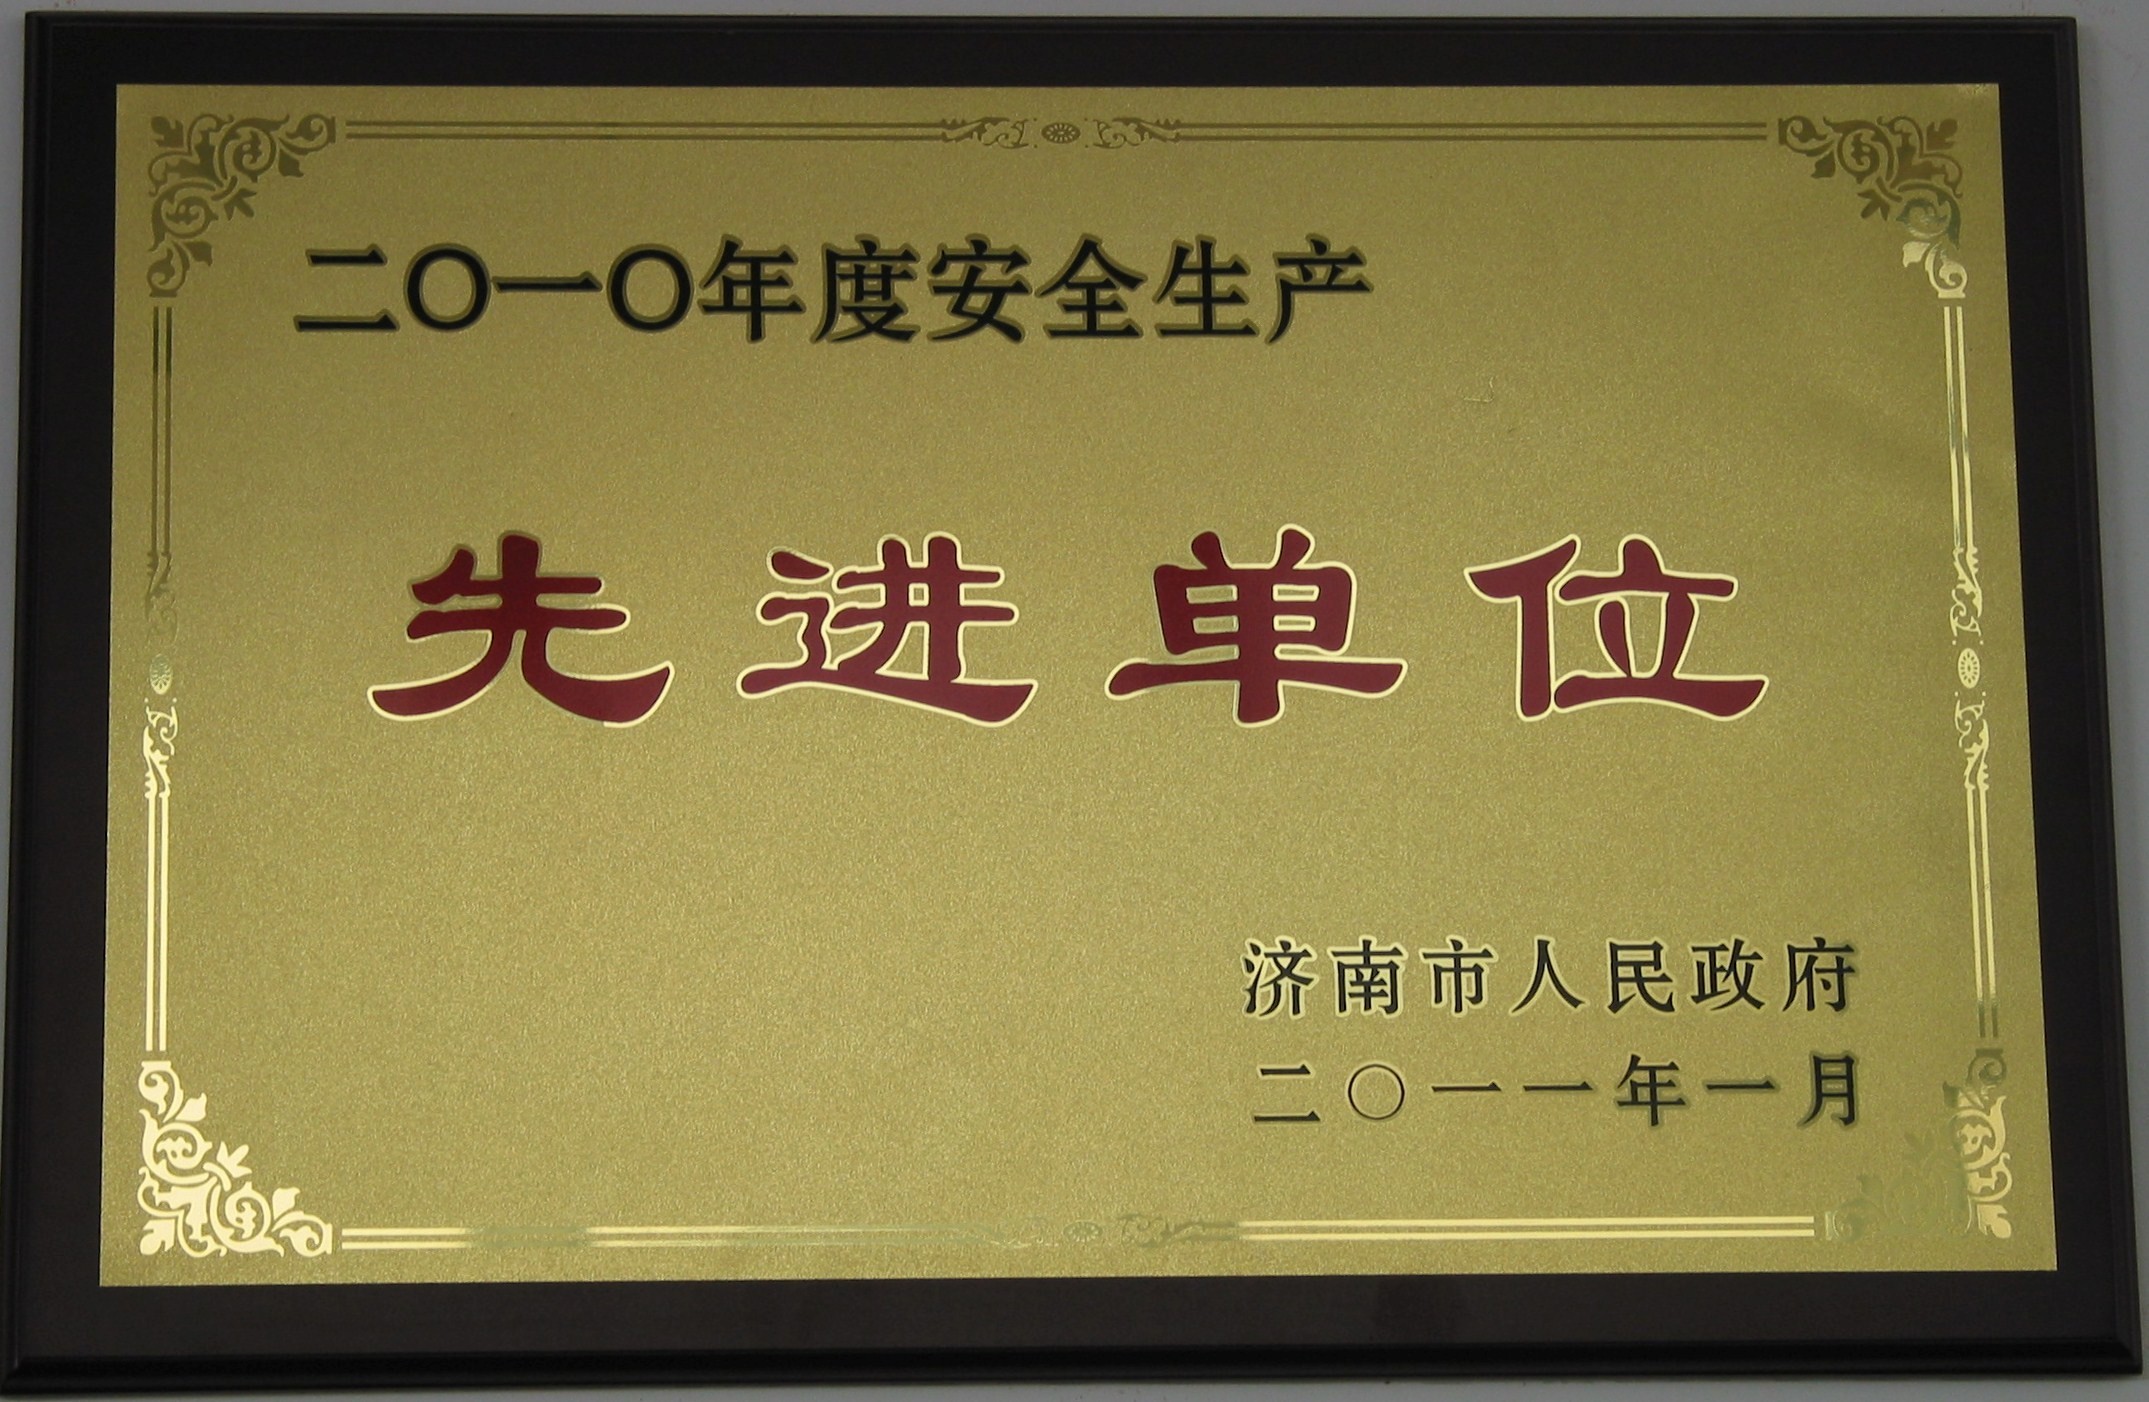 二〇一〇年度安全生产
先进单位
济南市人民政府
二〇一一年一月